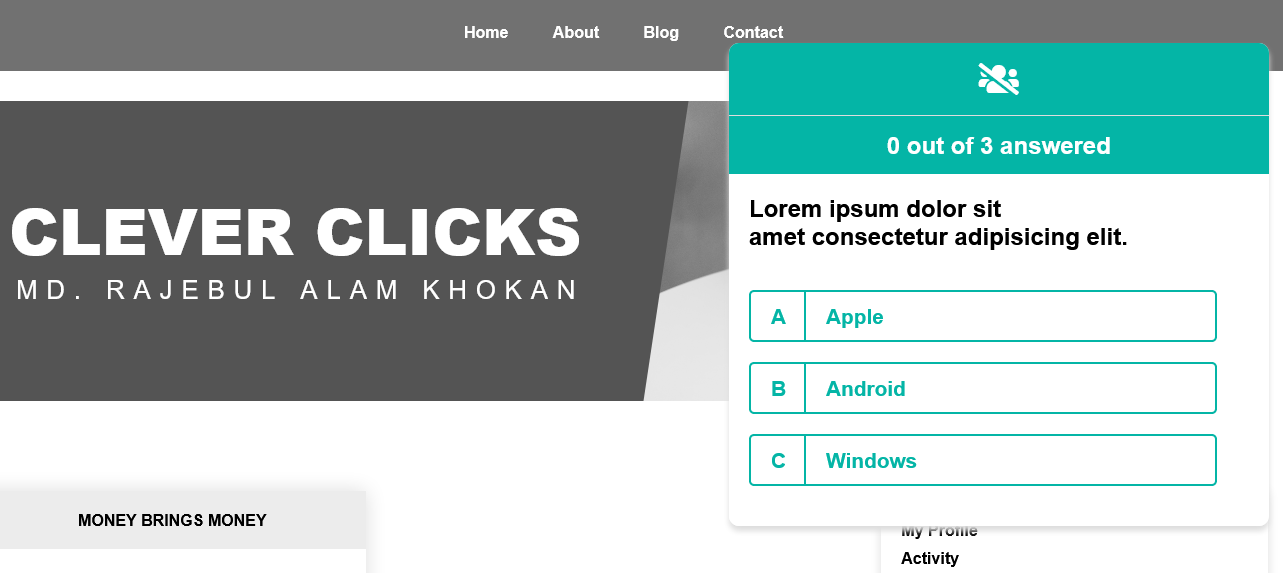 Home About Blog Contact
0 out of 3 answered
CLEVER CLICKS
MD. RAJEBUL ALAM KHOKAN
Lorem ipsum dolor sit
amet consectetur adipisicing elit.
A Apple
B Android
C Windows
MONEY BRINGS MONEY
My Profile
Activity